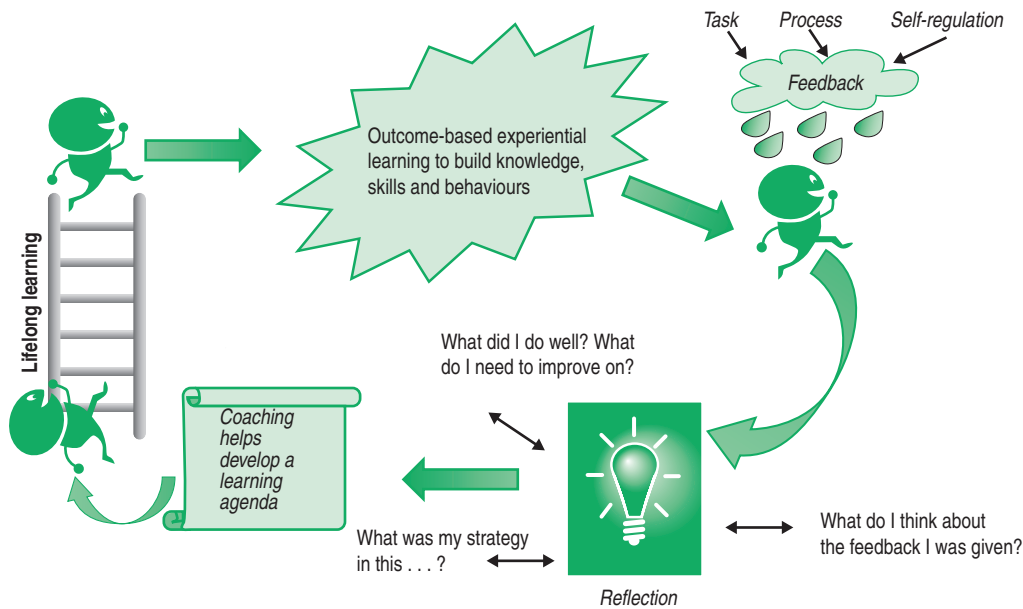 Task
Process
Self-regulation
Feedback
Outcome-based experiential
learning to build knowledge,
skills and behaviours
Lifelong learning
What did I do well? What
do I need to improve on?
Coaching
helps
develop a
learning
agenda
What was my strategy
in this . . . ?
What do I think about
the feedback I was given?
Reflection